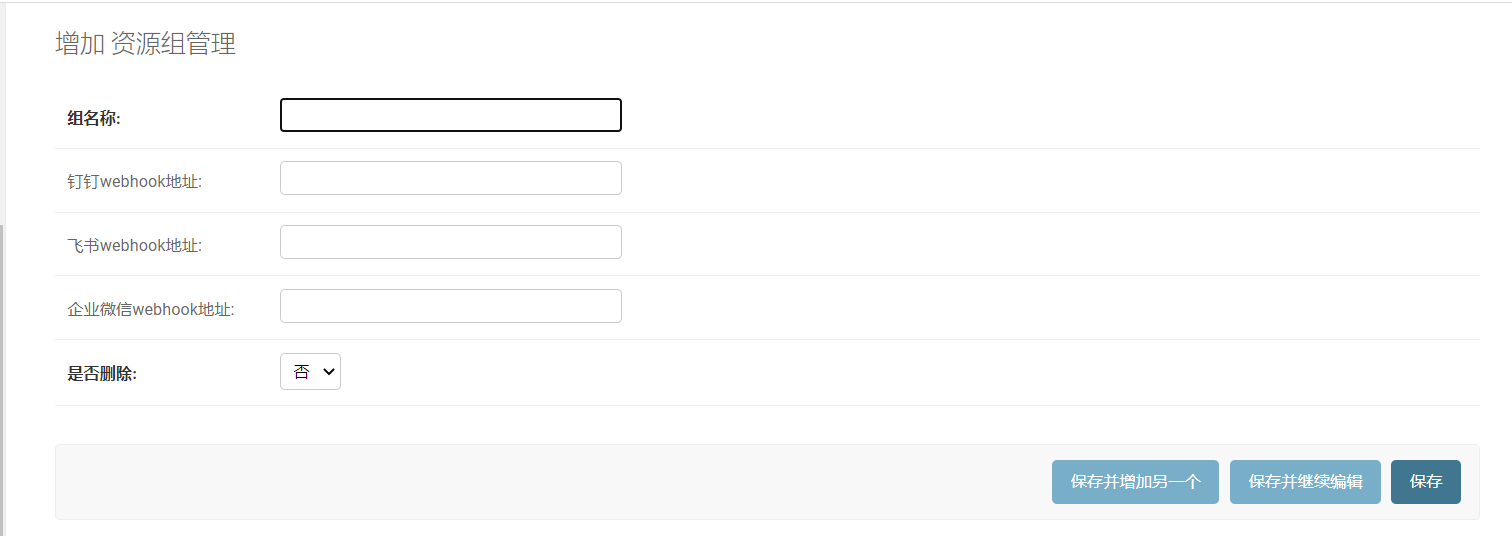 增加 资源组管理
组名称:
钉钉webhook地址:
飞书webhook地址:
企业微信webhook地址:
是否删除:
否
保存并增加另一个
保存并继续编辑
保存